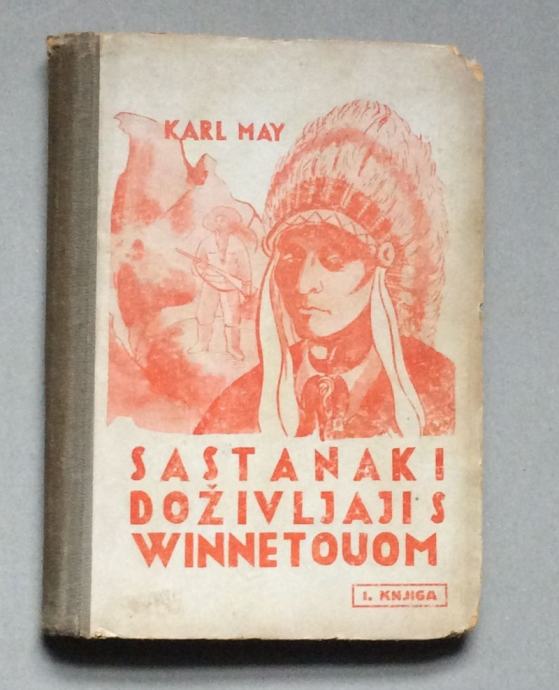 KARL MAY
SASTANAK I
DOŽIVLJAJI S
WINNETOUOM
I. KNJIGA